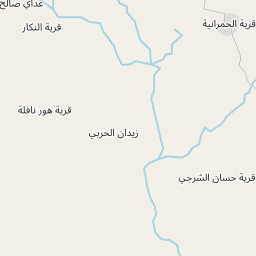 غداي صالح
قرية الحمرانية
قرية النكار
قرية هور نافلة
زيدان الحربي
قرية حسان الشرجي